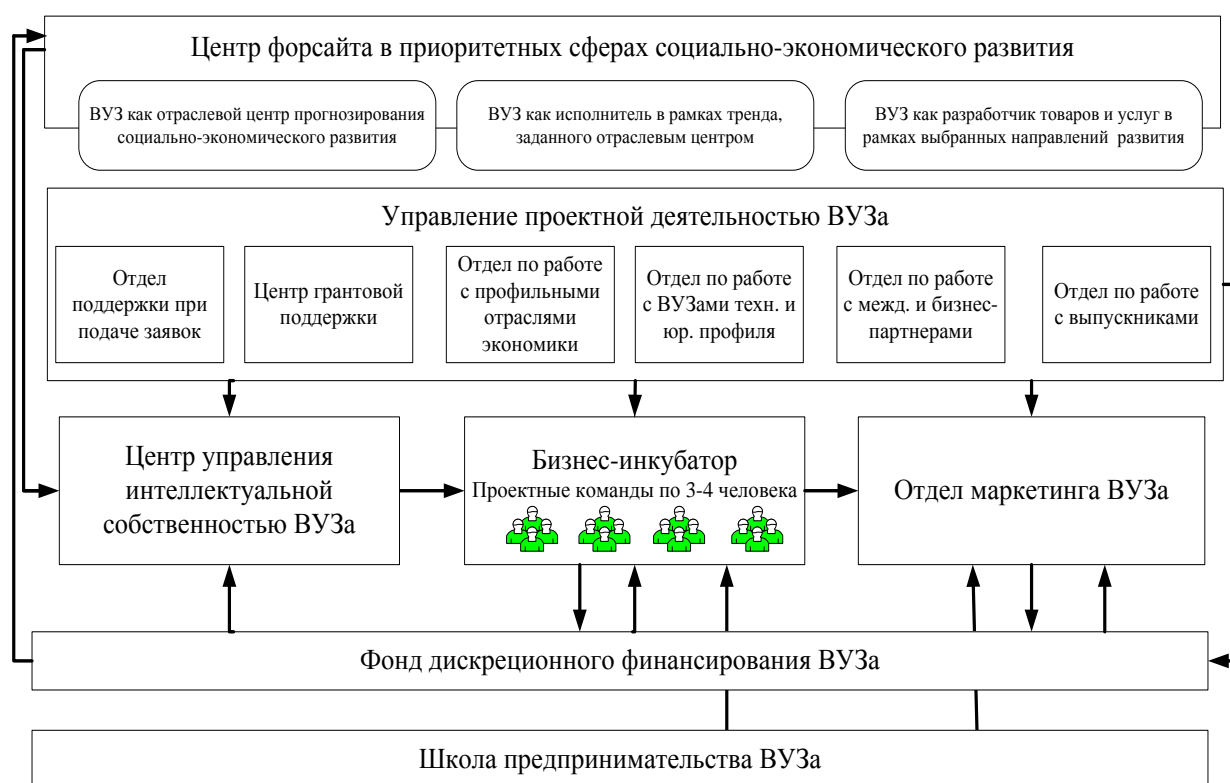 Центр форсайта в приоритетных сферах социально-экономического развития
ВУЗ как отраслевой центр прогнозирования
социально-экономического развития
ВУЗ как исполнитель в рамках тренда,
заданного отраслевым центром
ВУЗ как разработчик товаров и услуг в
рамках выбранных направлений развития
Управление проектной деятельностью ВУЗа
Отдел
поддержки при
подаче заявок
Центр грантовой
поддержки
Отдел по работе
с профильными
отраслями
экономики
Отдел по работе
с ВУЗами техн. и
юр. профиля
Отдел по работе
с межд. и бизнес-
партнерами
Отдел по работе
с выпускниками
Центр управления
интеллектуальной
собственностью ВУЗа
Бизнес-инкубатор
Проектные команды по 3-4 человека
Отдел маркетинга ВУЗа
Фонд дискреционного финансирования ВУЗа
Школа предпринимательства ВУЗа